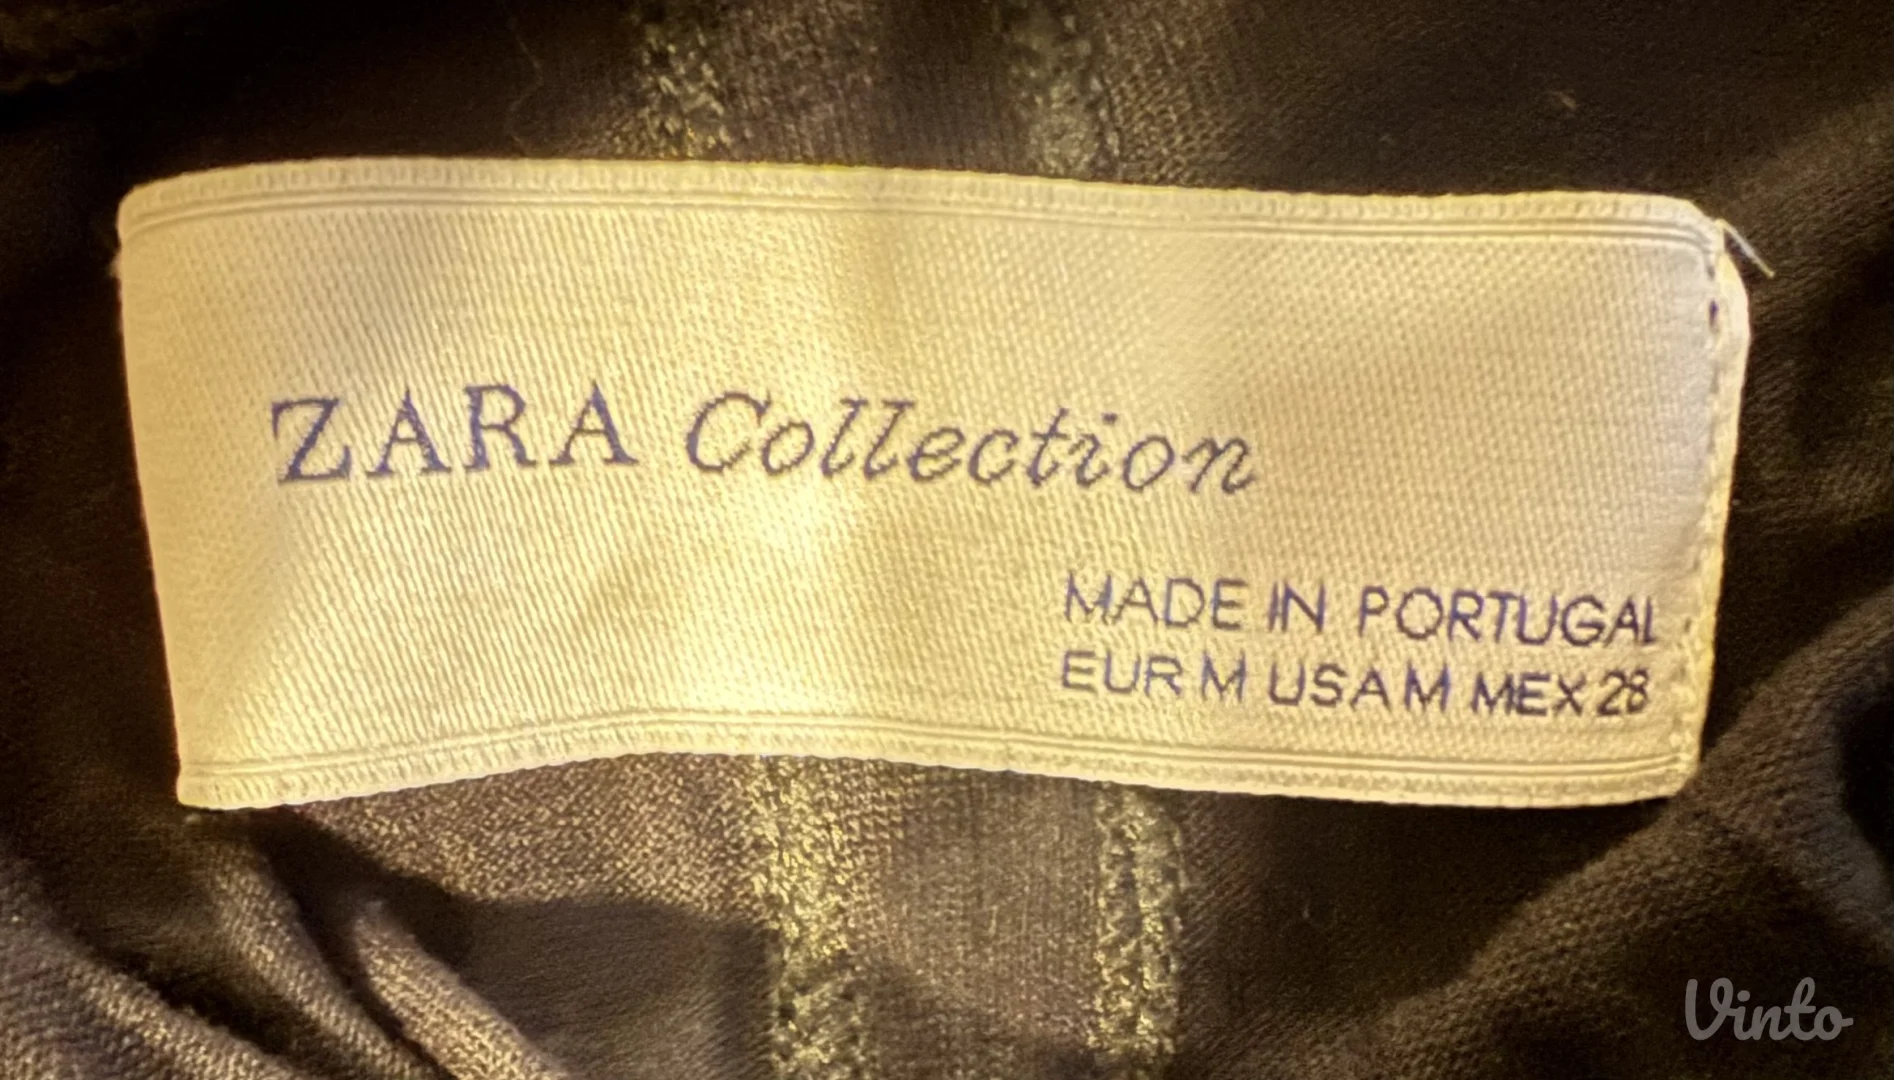 ZARA Collection
MADE IN PORTUGAL
EUR M USA M MEX 28
Vinto